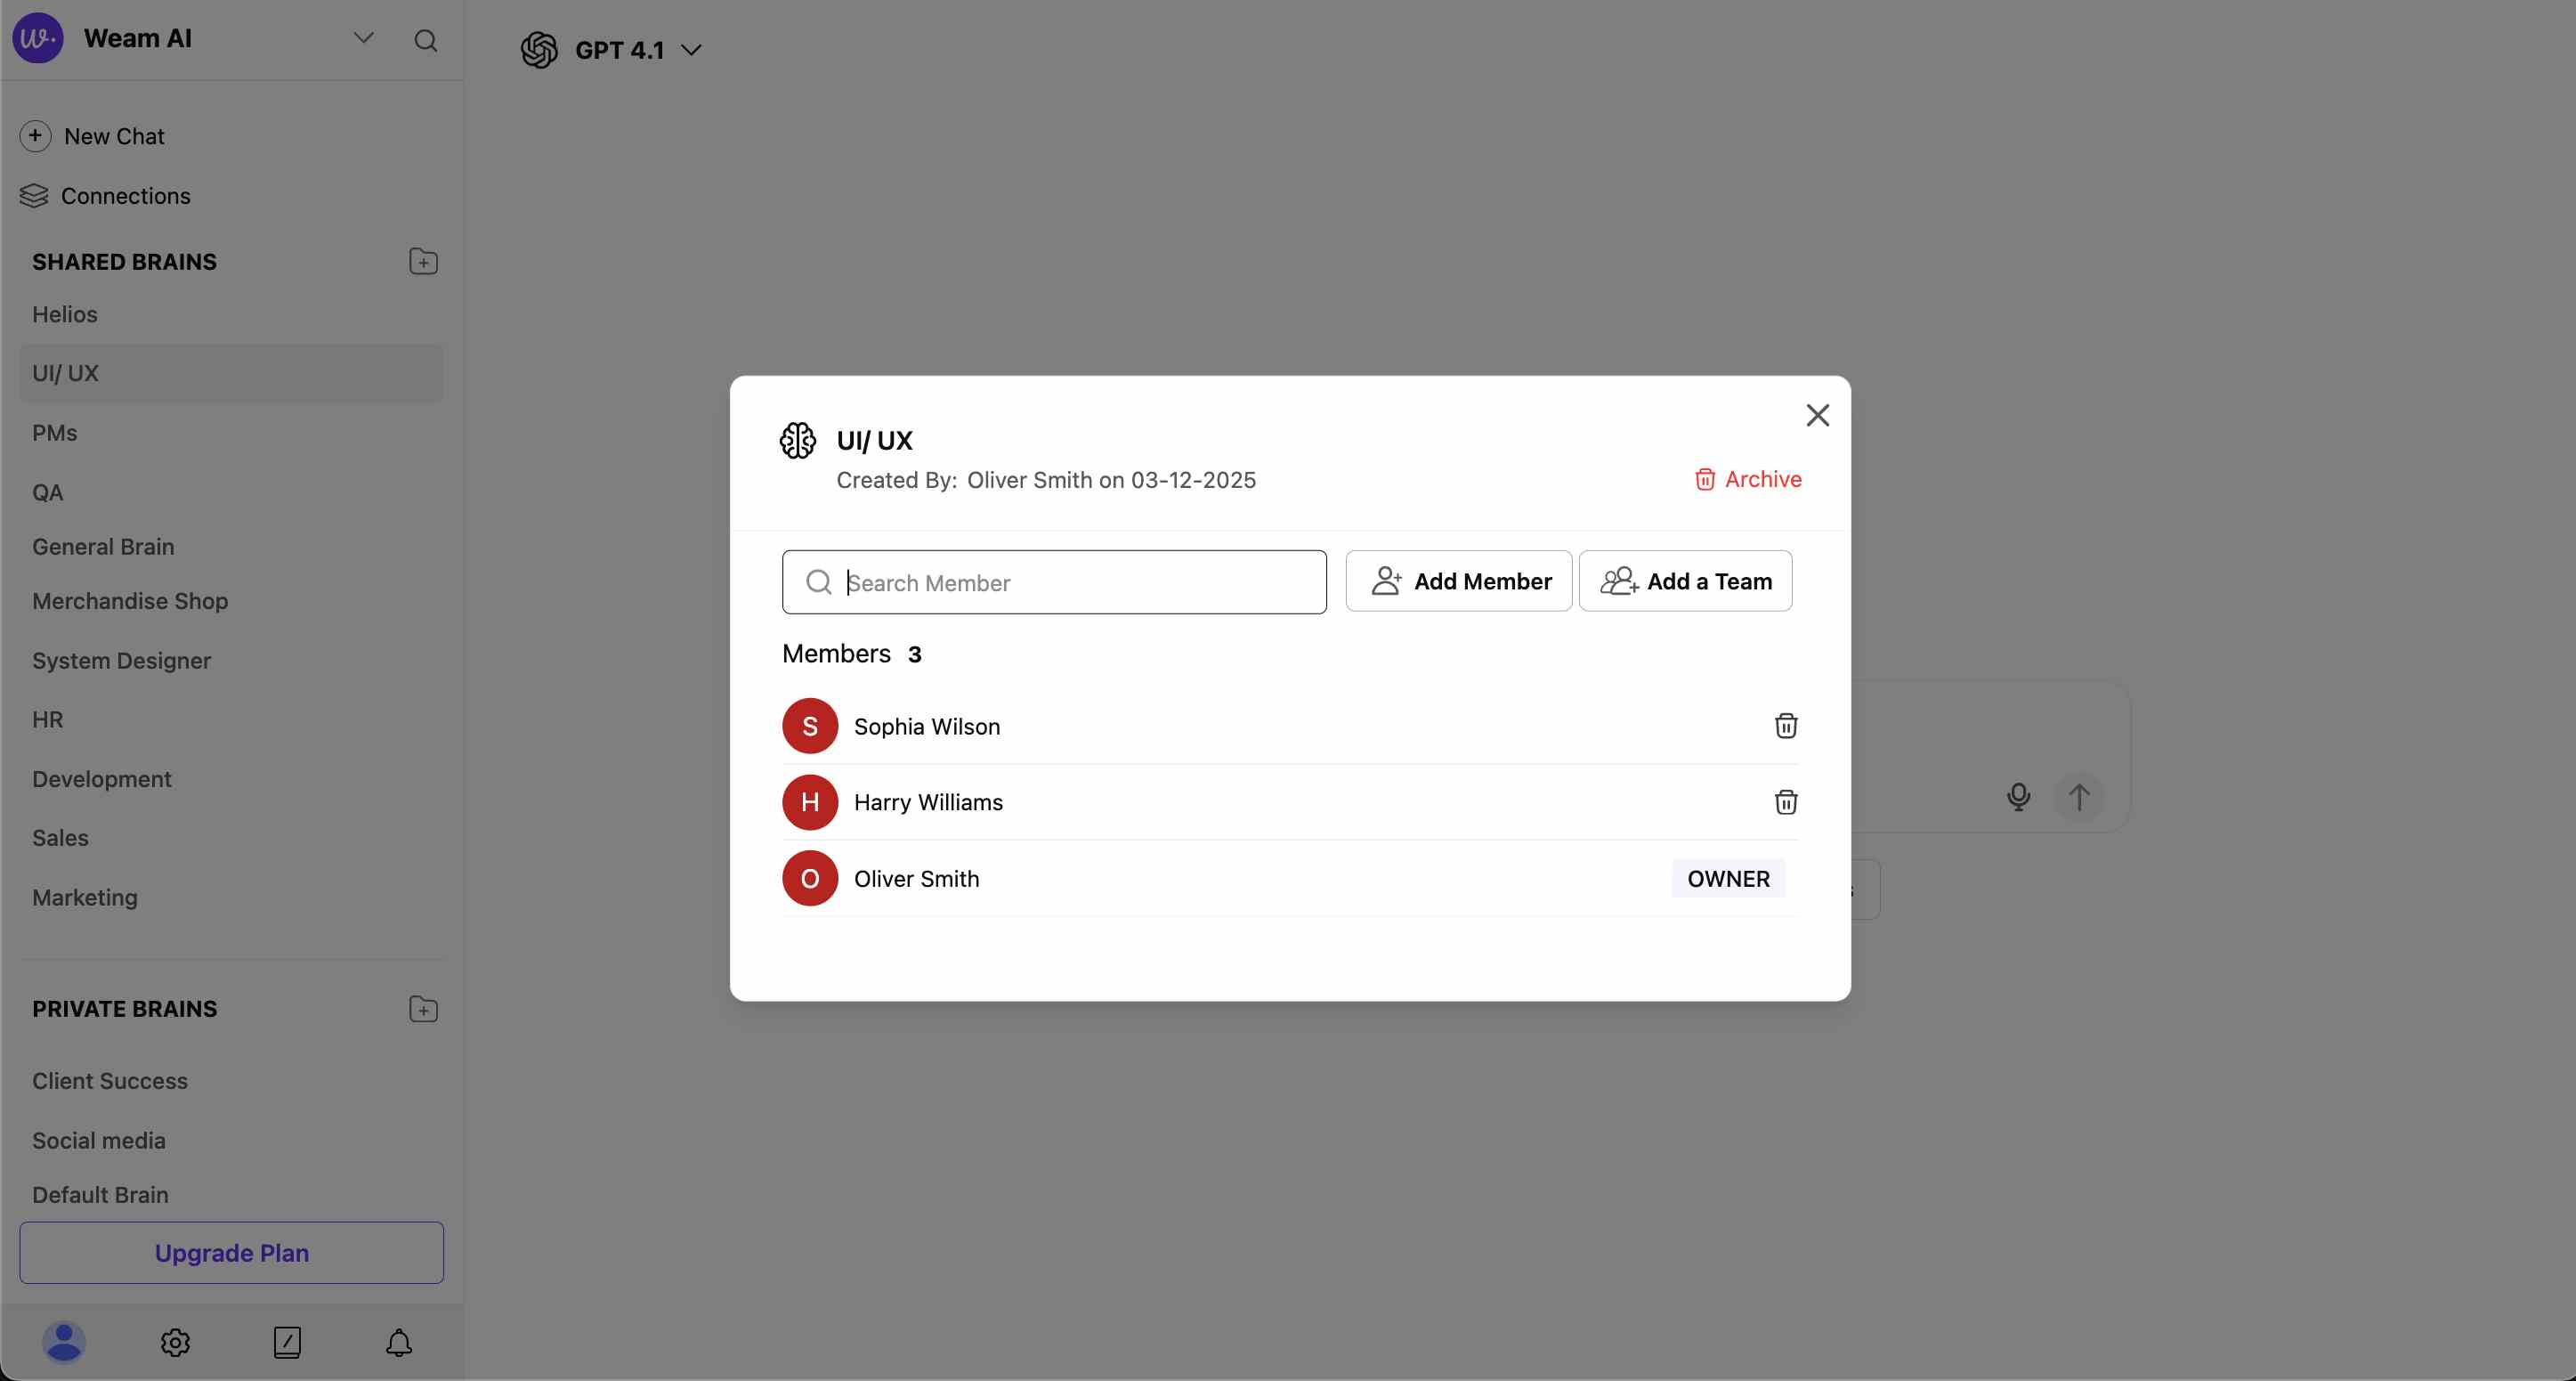 Weam AI
GPT 4.1
New Chat
Connections
SHARED BRAINS
Helios
UI/ UX
PMs
QA
General Brain
Merchandise Shop
System Designer
HR
Development
Sales
Marketing
PRIVATE BRAINS
Client Success
Social media
Default Brain
Upgrade Plan
UI/ UX
Created By: Oliver Smith on 03-12-2025
Archive
Search Member
Add Member
Add a Team
Members 3
S Sophia Wilson
H Harry Williams
O Oliver Smith
OWNER